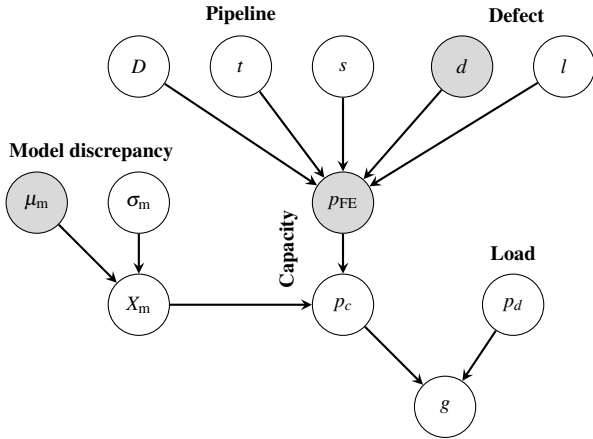 Pipeline
Defect
D
t
s
d
l
Model discrepancy
μm
σm
pFE
Capacity
Load
Xm
pc
pd
g